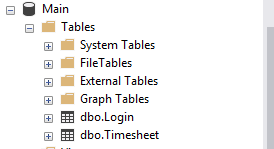 Main
Tables
System Tables
FileTables
External Tables
Graph Tables
dbo.Login
dbo.Timesheet